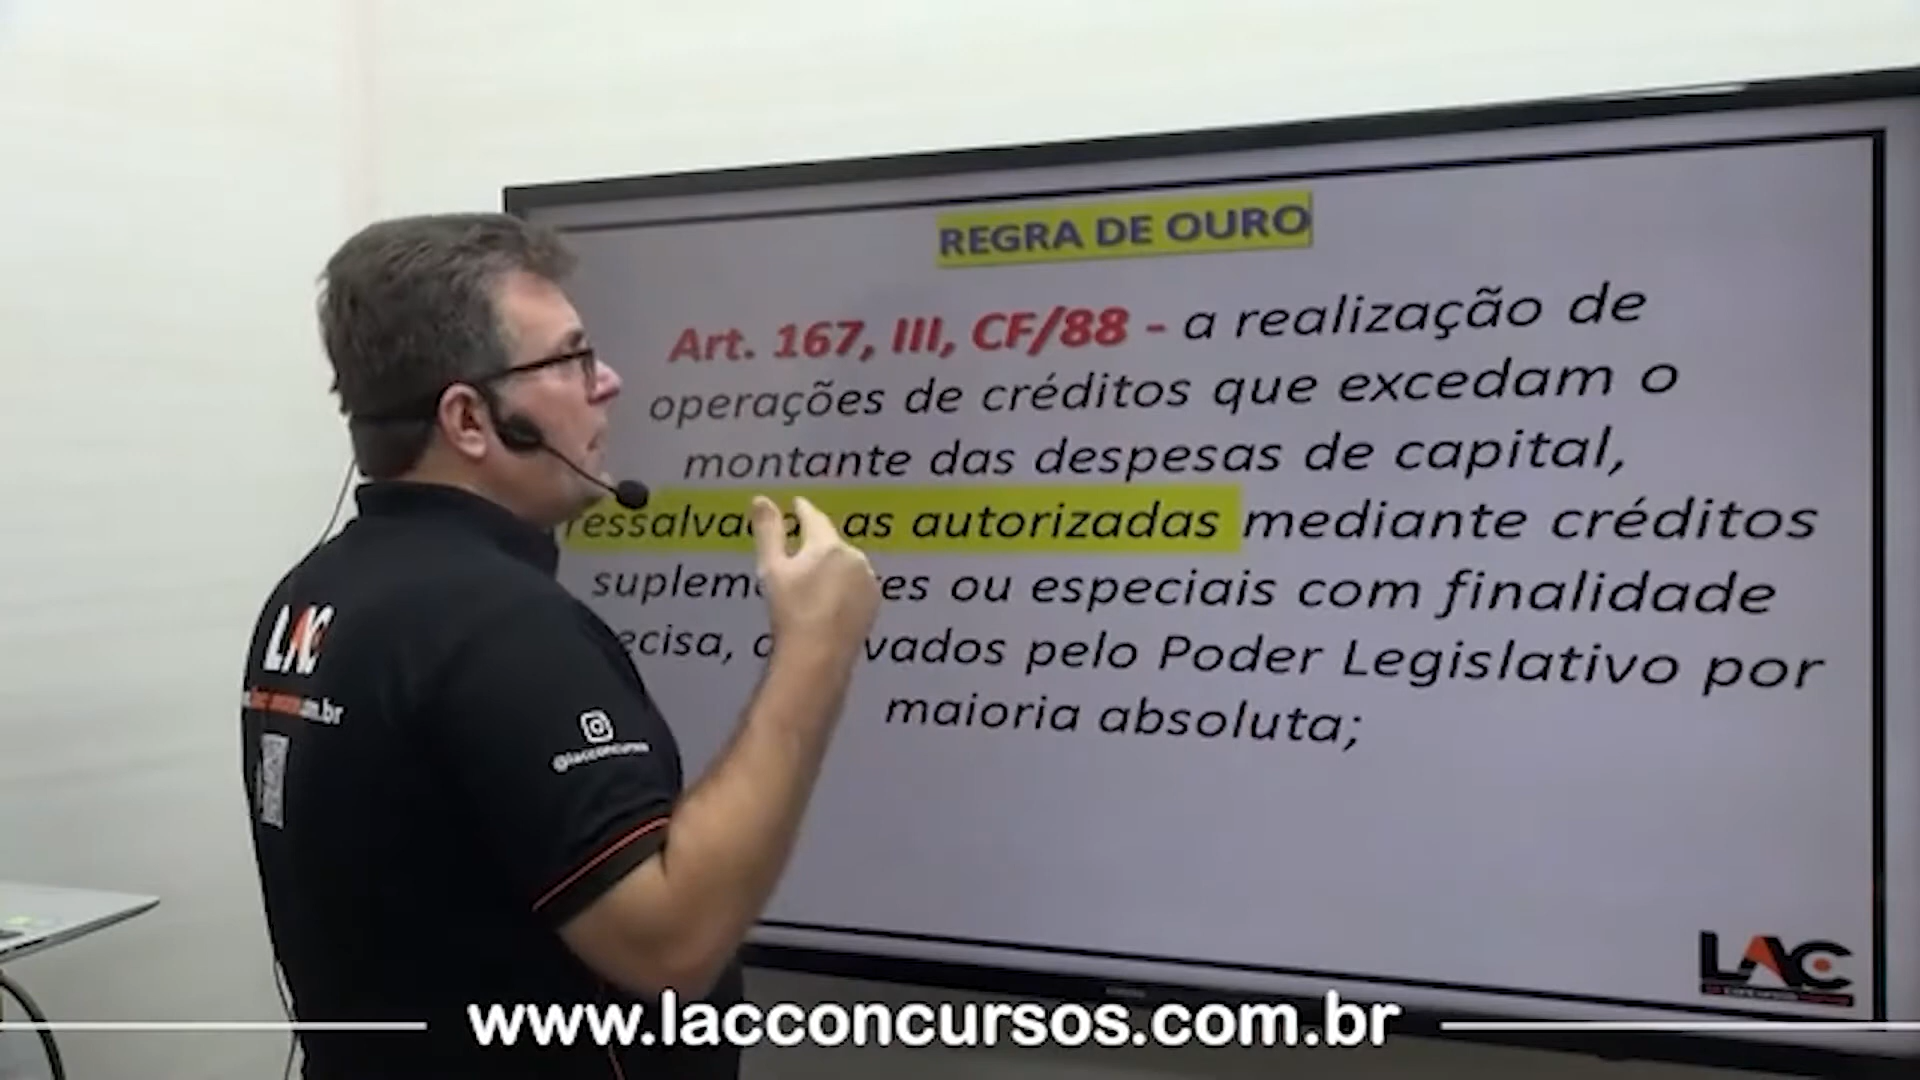 REGRA DE OURO
Art. 167, III, CF/88 - a realização de
operações de créditos que excedam o
montante das despesas de capital,
as autorizadas mediante créditos
ou especiais com finalidade
pelo Poder Legislativo por
maioria absoluta;
LAC
@lacconcursos
LAC
www.lacconcursos.com.br